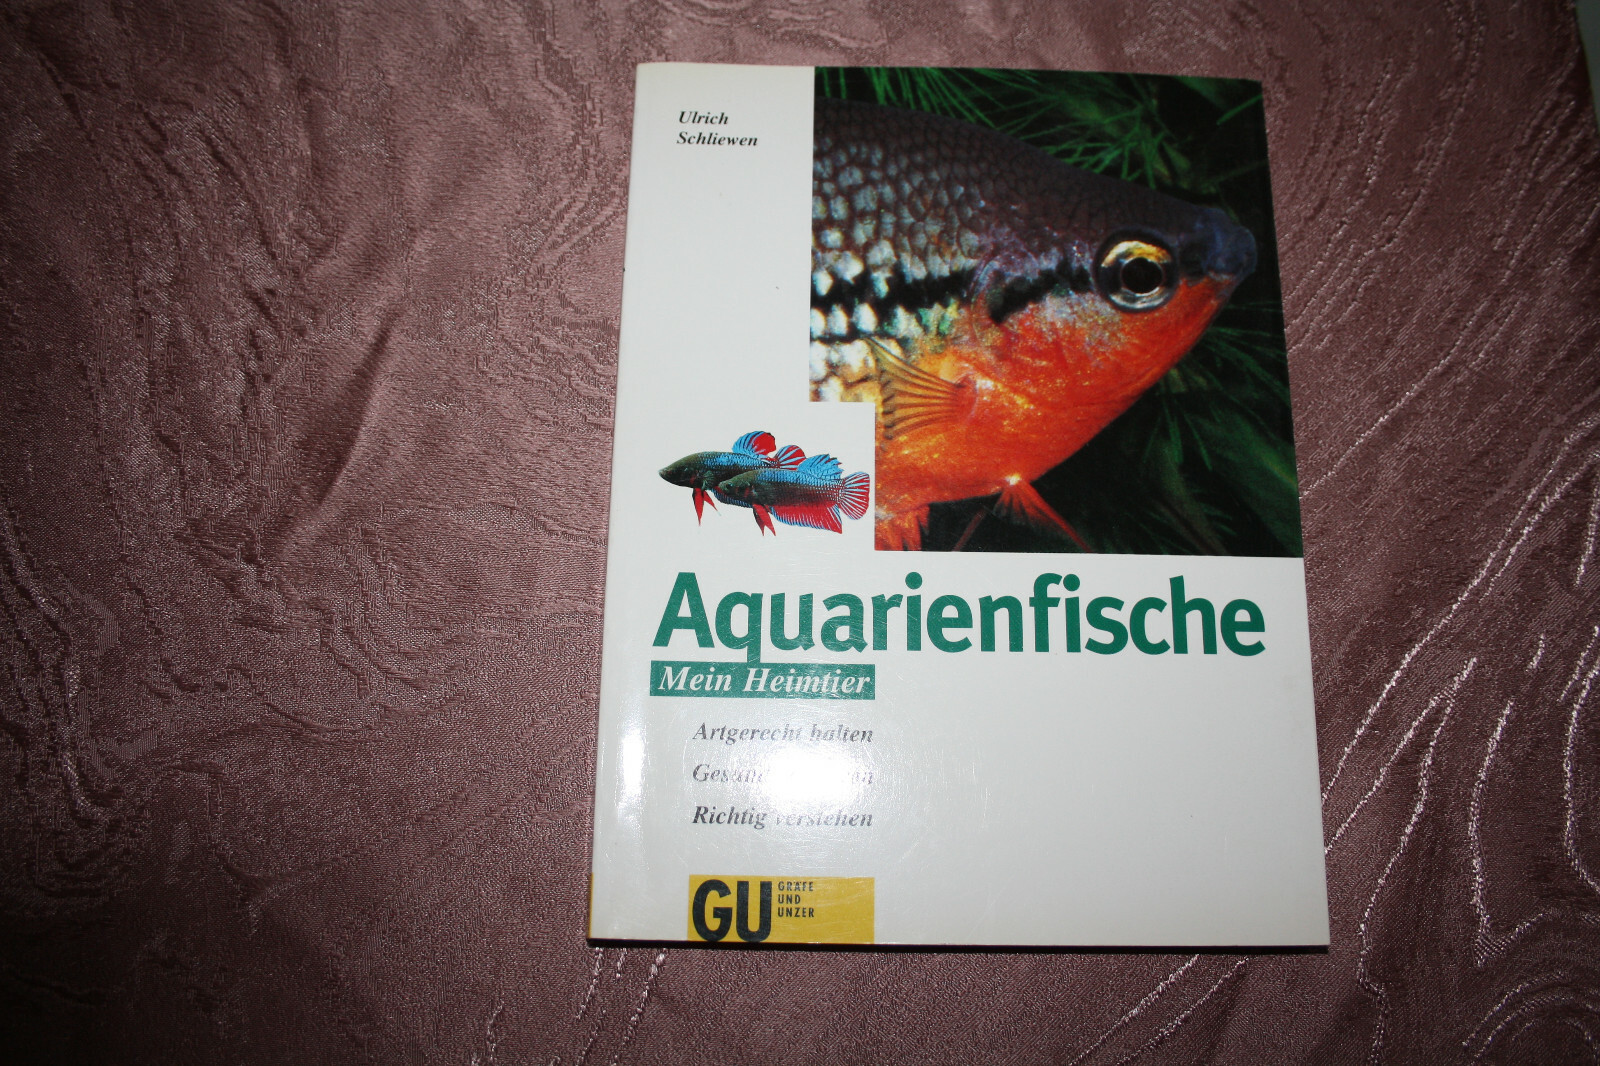 Ulrich
Schliewen
Aquarienfische
Mein Heimtier
Artgerecht halten
Richtig verstehen
GU GRÄFE
UND
UNZER